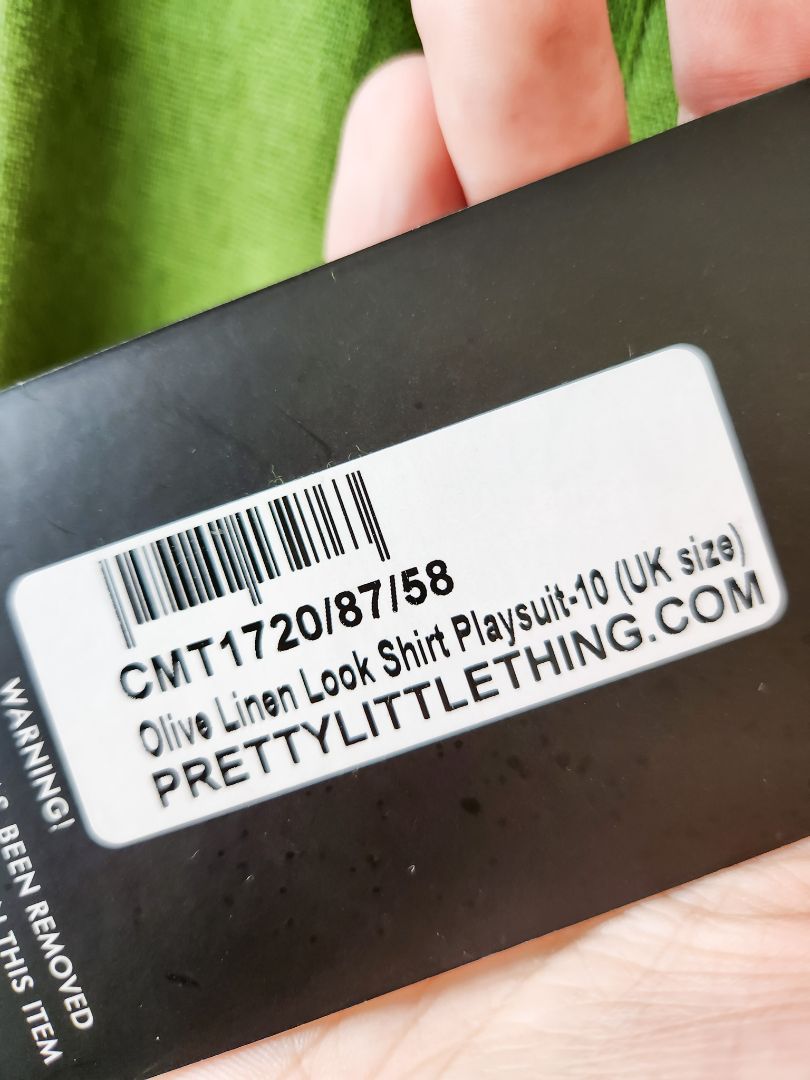 CMT1720/87/58
Olive Linen Look Shirt Playsuit-10 (UK size)
PRETTYLITTLETHING.COM
WARNING!
BEEN REMOVED
THIS ITEM